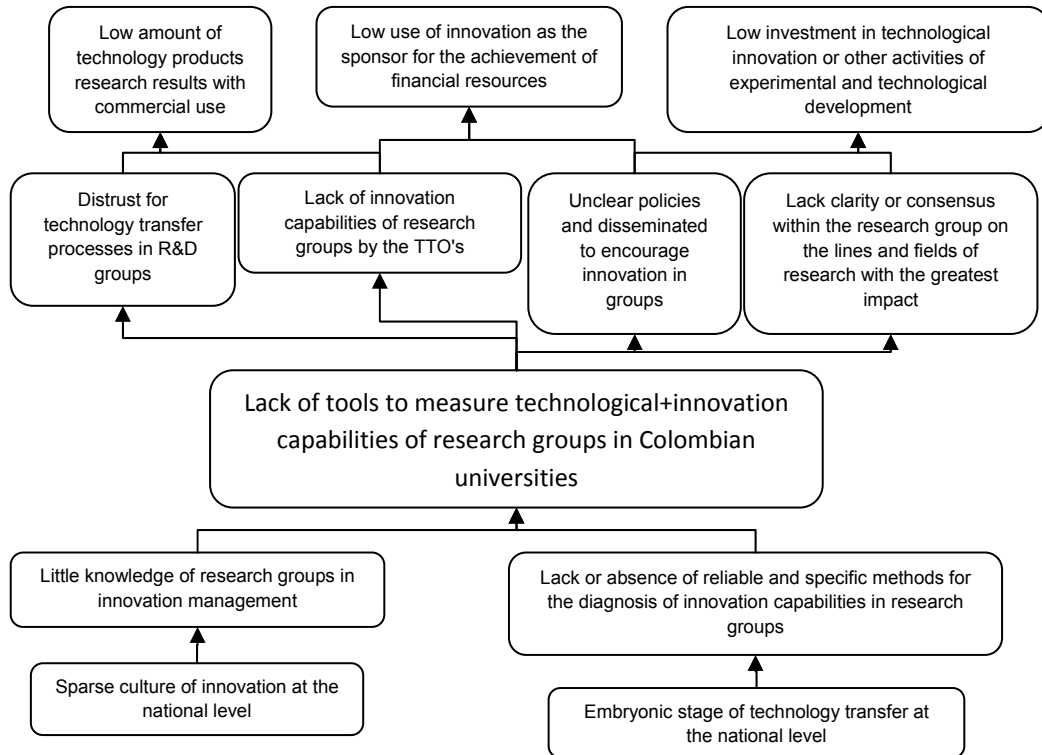 Low amount of
technology products
research results with
commercial use
Low use of innovation as the
sponsor for the achievement of
financial resources
Low investment in technological
innovation or other activities of
experimental and technological
development
Distrust for
technology transfer
processes in R&D
groups
Lack of innovation
capabilities of research
groups by the TTO's
Unclear policies
and disseminated
to encourage
innovation in
groups
Lack clarity or consensus
within the research group on
the lines and fields of
research with the greatest
impact
Lack of tools to measure technological+innovation
capabilities of research groups in Colombian
universities
Little knowledge of research groups in
innovation management
Lack or absence of reliable and specific methods for
the diagnosis of innovation capabilities in research
groups
Sparse culture of innovation at the
national level
Embryonic stage of technology transfer at
the national level